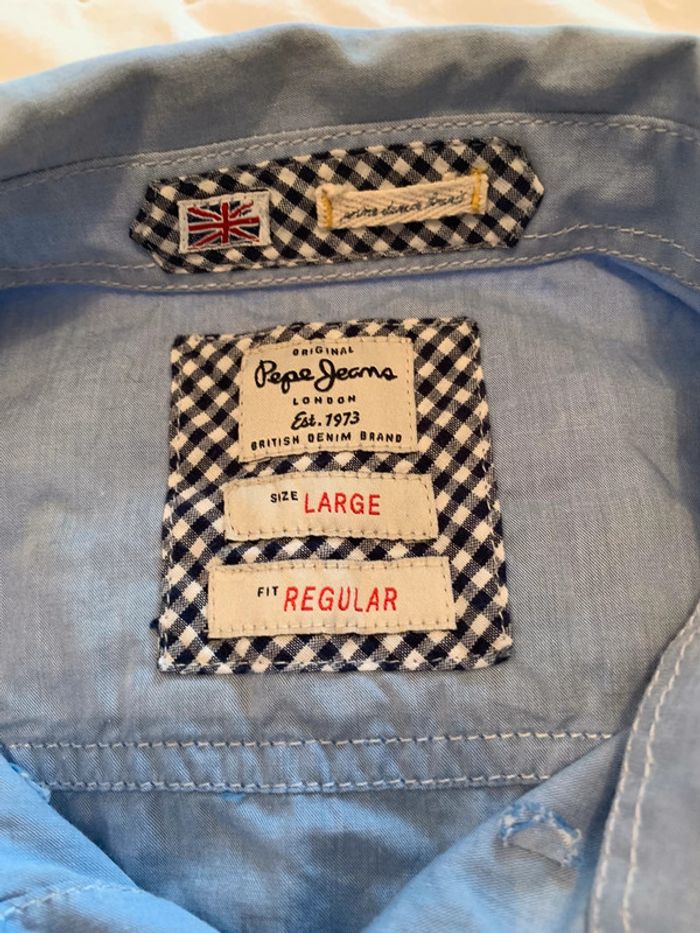 ORIGINAL
Pepe Jeans
LONDON
Est. 1973
BRITISH DENIM BRAND
SIZE LARGE
FIT REGULAR